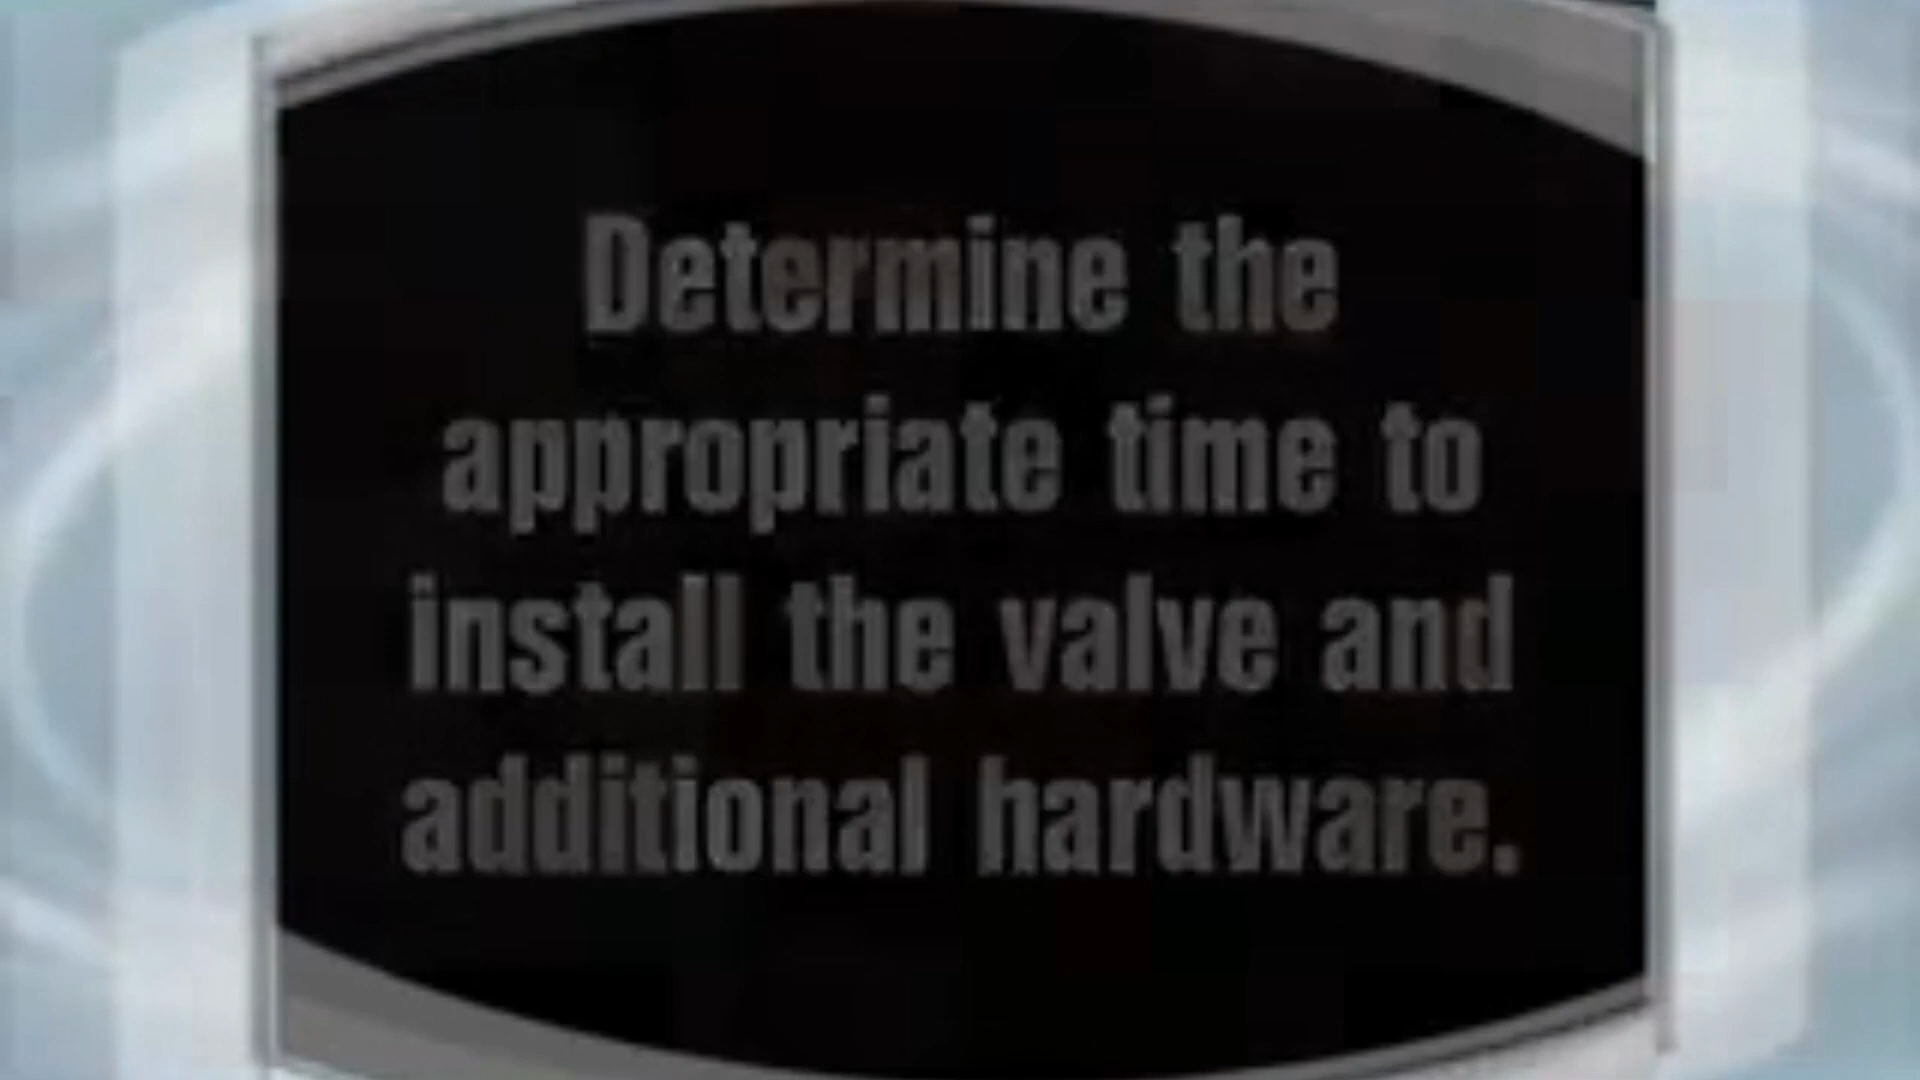 Determine the
appropriate time to
install the valve and
additional hardware.